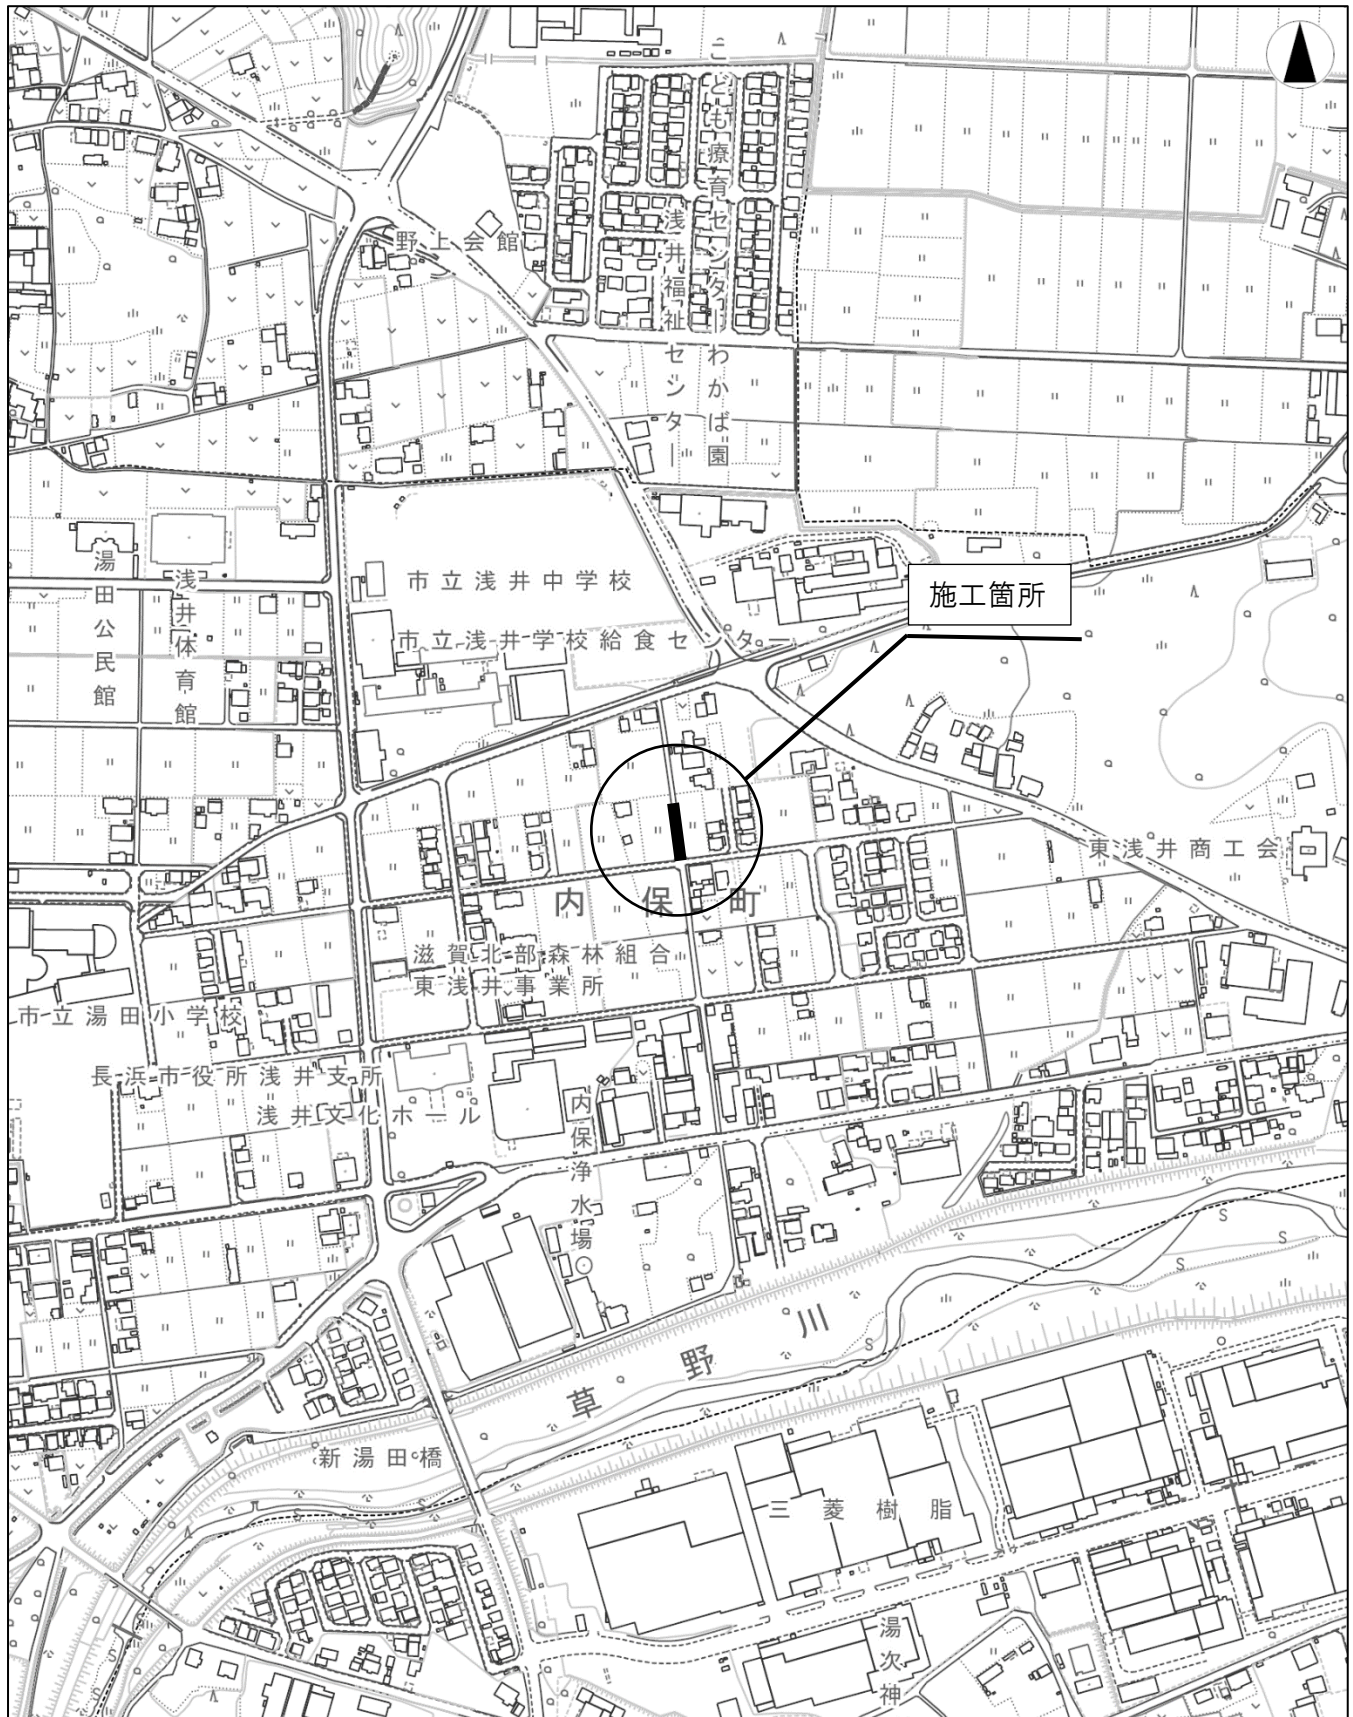 こども療育センターわかば園
浅井福祉センター
野上会館
湯田公民館
浅井体育館
市立浅井中学校
市立浅井学校給食センター
施工箇所
東浅井商工会
内保町
滋賀北部森林組合
東浅井事業所
市立湯田小学校
長浜市役所浅井支所
浅井文化ホール
内保浄水場
草野川
新湯田橋
三菱樹脂
湯次神